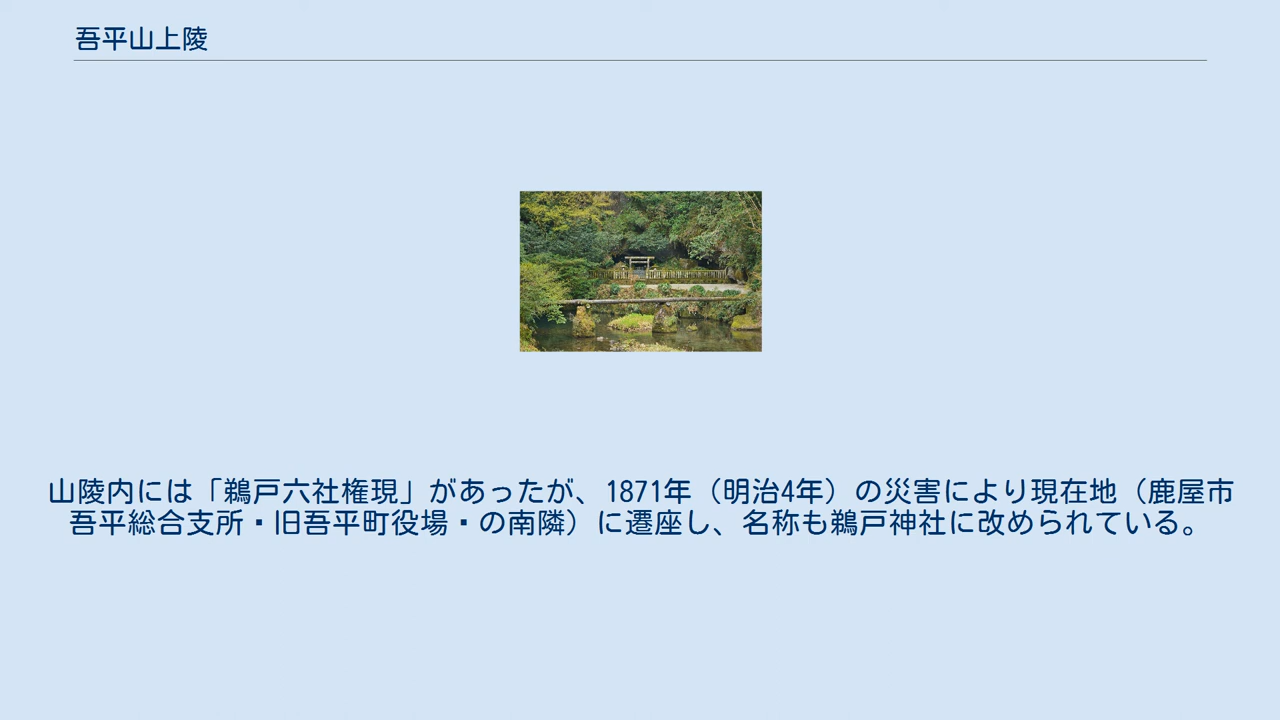 吾平山上陵
山陵内には「鵜戸六社権現」があったが、1871年（明治4年）の災害により現在地（鹿屋市
吾平総合支所・旧吾平町役場・の南隣）に遷座し、名称も鵜戸神社に改められている。